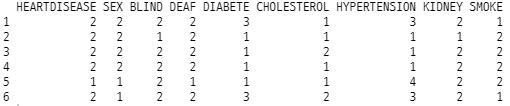 HEARTDISEASE SEX BLIND DEAF DIABETE CHOLESTEROL HYPERTENSION KIDNEY SMOKE
1 2 2 2 2 3 1 3 2 1
2 2 2 1 2 1 1 1 1 2
3 2 2 2 2 1 2 1 2 2
4 2 2 2 2 1 1 1 2 2
5 1 1 2 1 1 1 4 2 2
6 2 1 2 2 3 2 3 2 1